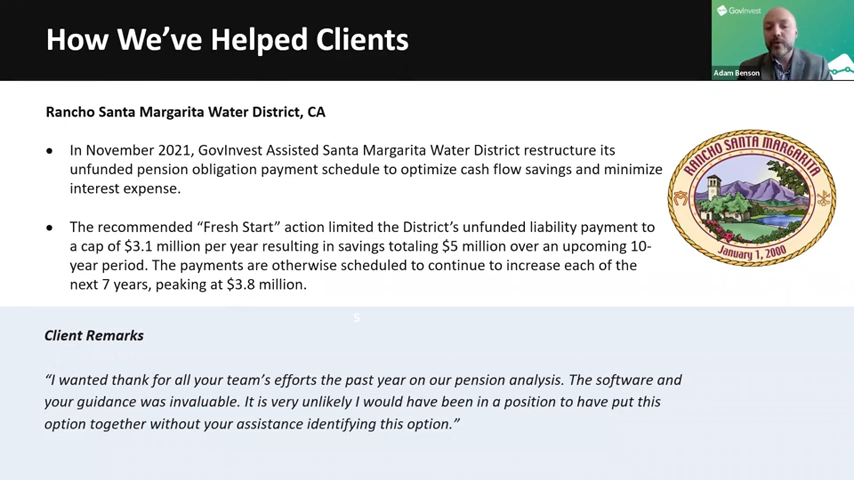 How We've Helped Clients
GovInvest
Adam Benson
Rancho Santa Margarita Water District, CA
● In November 2021, GovInvest Assisted Santa Margarita Water District restructure its
unfunded pension obligation payment schedule to optimize cash flow savings and minimize
interest expense.
● The recommended “Fresh Start” action limited the District's unfunded liability payment to
a cap of $3.1 million per year resulting in savings totaling $5 million over an upcoming 10-
year period. The payments are otherwise scheduled to continue to increase each of the
next 7 years, peaking at $3.8 million.
RANCHO SANTA MARGARITA
January 1, 2000
5
Client Remarks
“I wanted thank for all your team's efforts the past year on our pension analysis. The software and
your guidance was invaluable. It is very unlikely I would have been in a position to have put this
option together without your assistance identifying this option.”